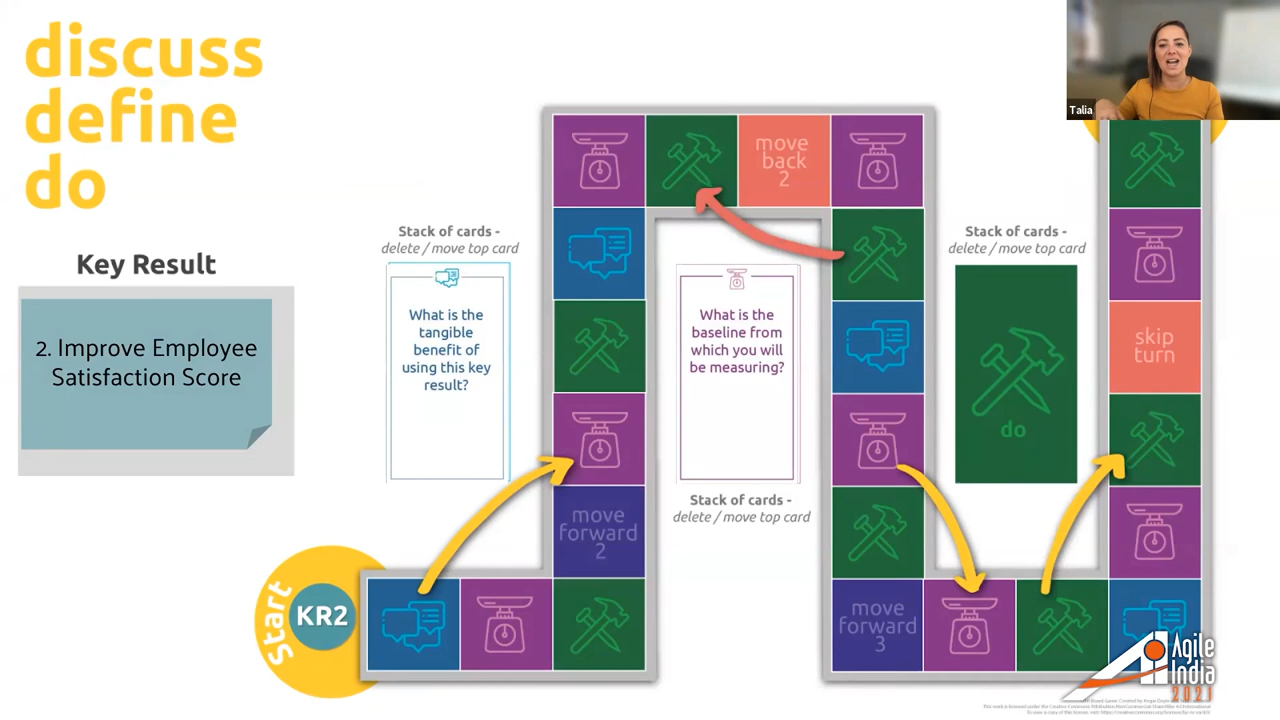 discuss
define
do
Key Result
2. Improve Employee
Satisfaction Score
Start
KR2
Stack of cards -
delete / move top card
What is the
tangible
benefit of
using this key
result?
move
forward
2
move
back
2
What is the
baseline from
which you will
be measuring?
Stack of cards -
delete / move top card
move
forward
3
Stack of cards -
delete / move top card
do
skip
turn
Talia
Agile
India
2021